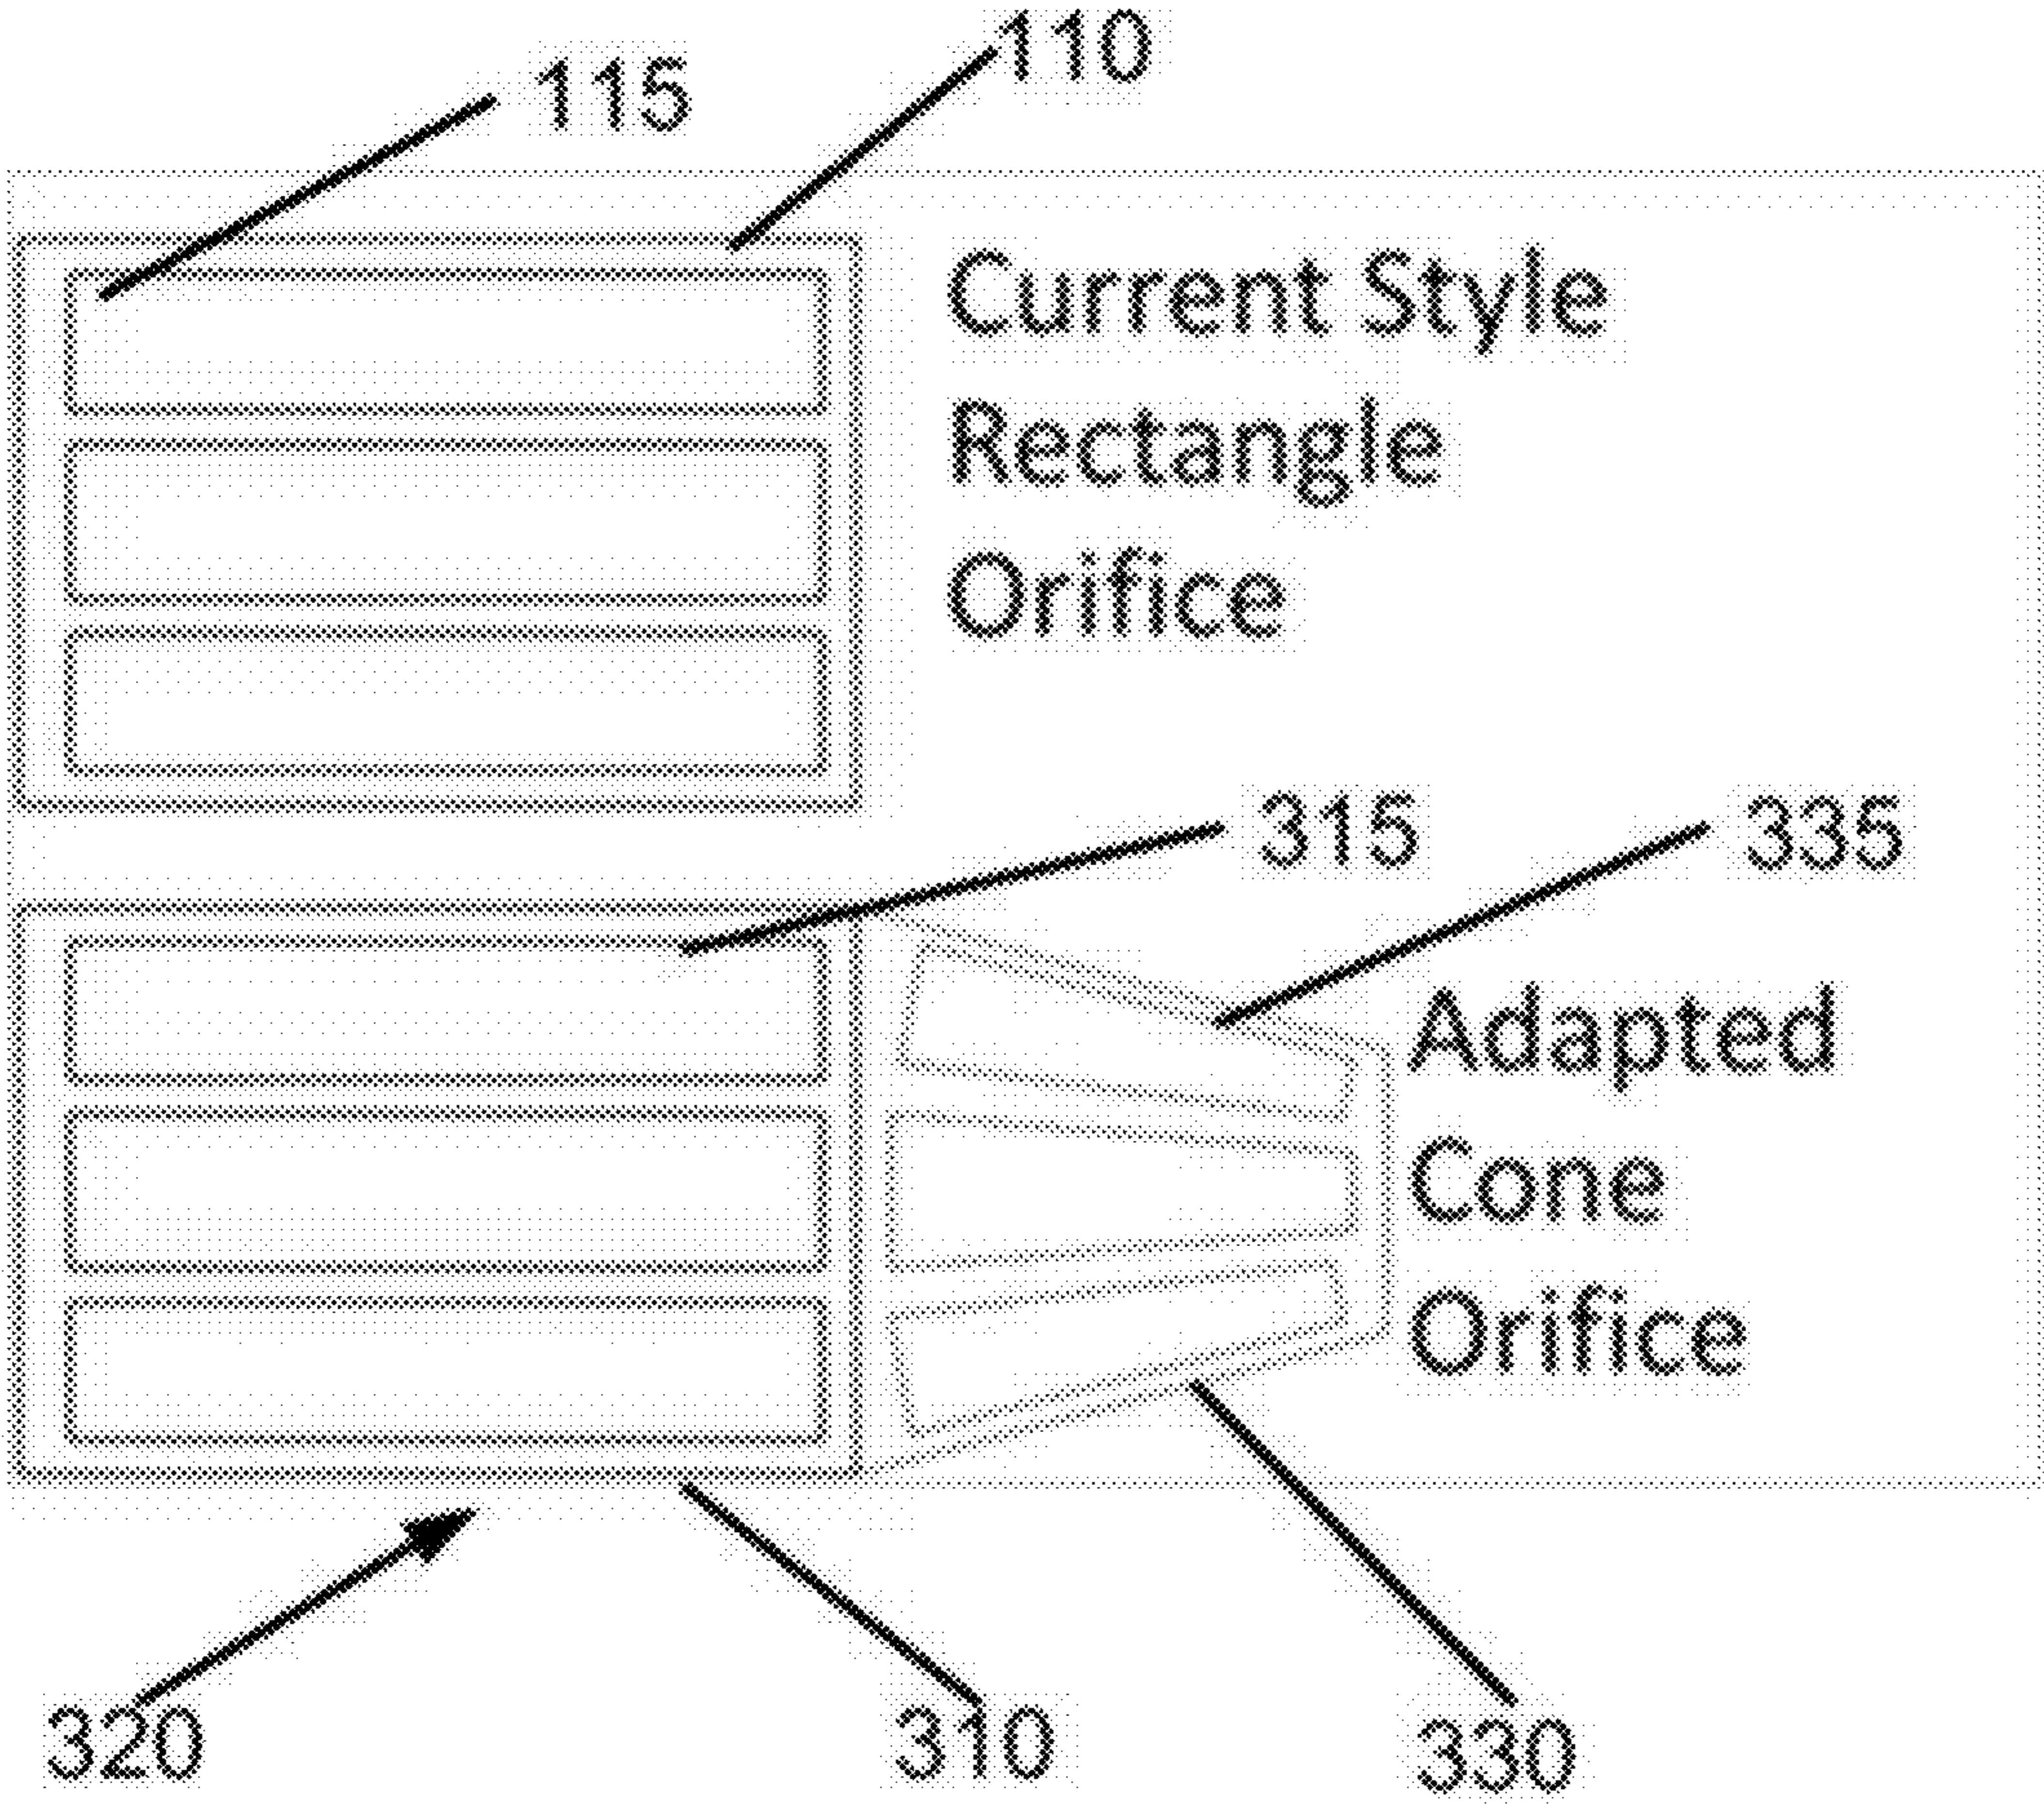 115
110
Current Style
Rectangle
Orifice
315
335
Adapted
Cone
Orifice
320
310
330